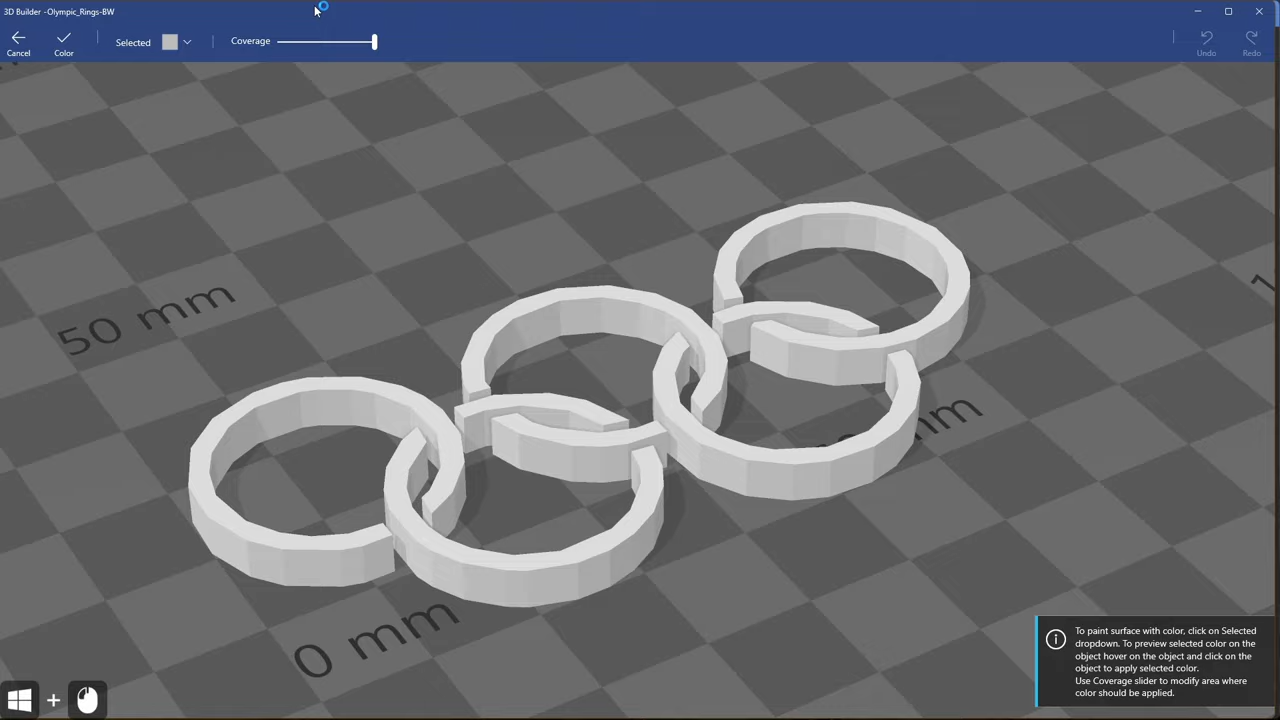 3D Builder -Olympic_Rings-BW
Cancel
Color
Selected
Coverage
Undo
Redo
50 mm
mm
0 mm
To paint surface with color, click on Selected
dropdown. To preview selected color on the
object hover on the object and click on the
object to apply selected color.
Use Coverage slider to modify area where
color should be applied.
+